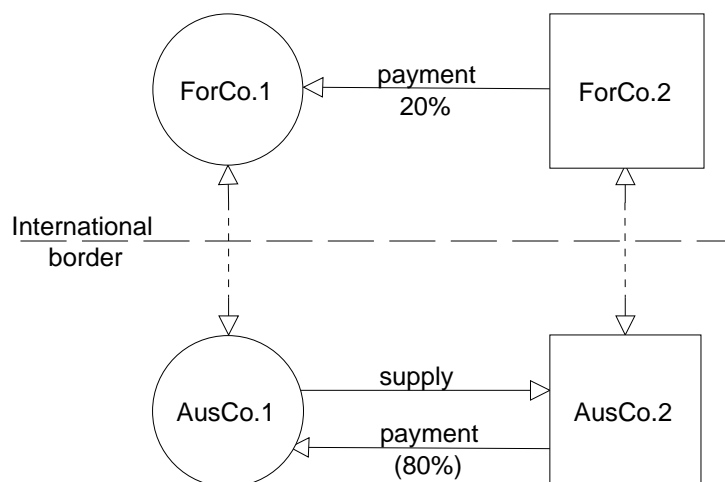 payment
ForCo.1
ForCo.2
20%
International
border
supply
AusCo.1
AusCo.2
payment
(80%)